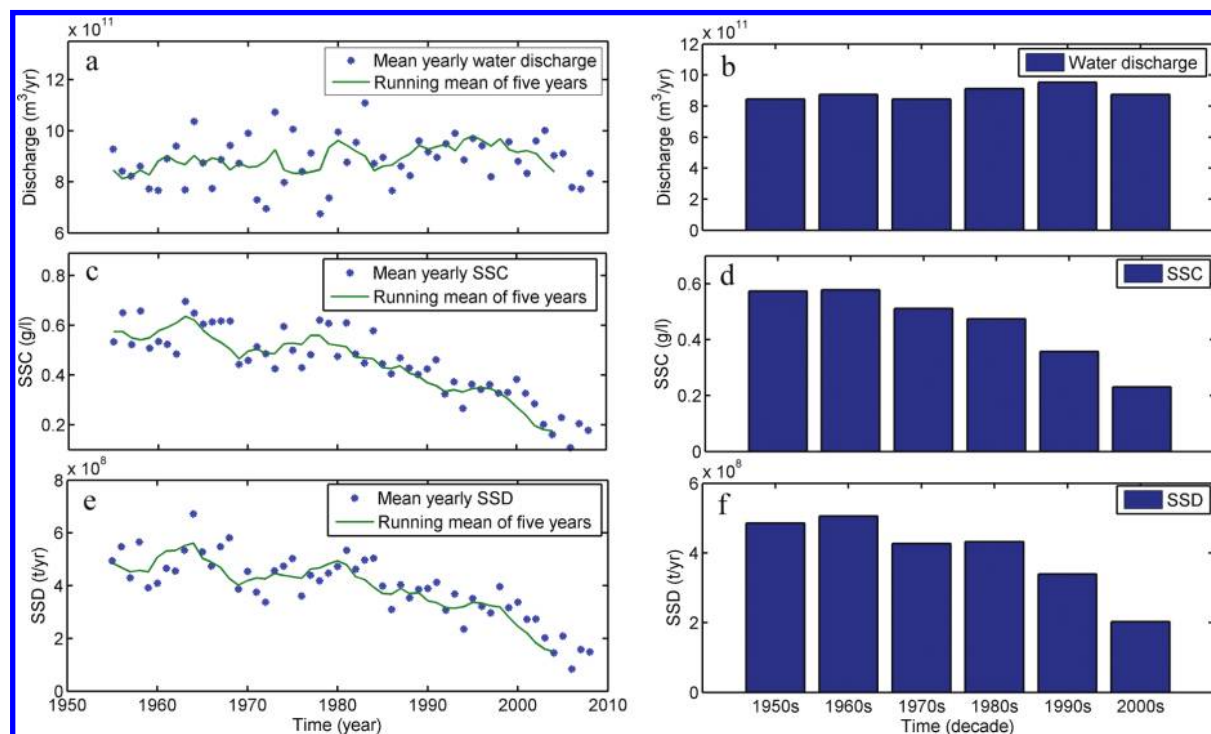 x 10^11
a
Mean yearly water discharge
Running mean of five years
12
10
8
6
Discharge (m^3/yr)
x 10^11
b
Water discharge
12
10
8
6
4
2
0
Discharge (m^3/yr)
c
Mean yearly SSC
Running mean of five years
0.8
0.6
0.4
0.2
SSC (g/l)
d
SSC
0.6
0.4
0.2
0
SSC (g/l)
x 10^8
e
Mean yearly SSD
Running mean of five years
8
6
4
2
0
SSD (t/yr)
1950 1960 1970 1980 1990 2000 2010
Time (year)
x 10^8
f
SSD
6
4
2
0
SSD (t/yr)
1950s 1960s 1970s 1980s 1990s 2000s
Time (decade)